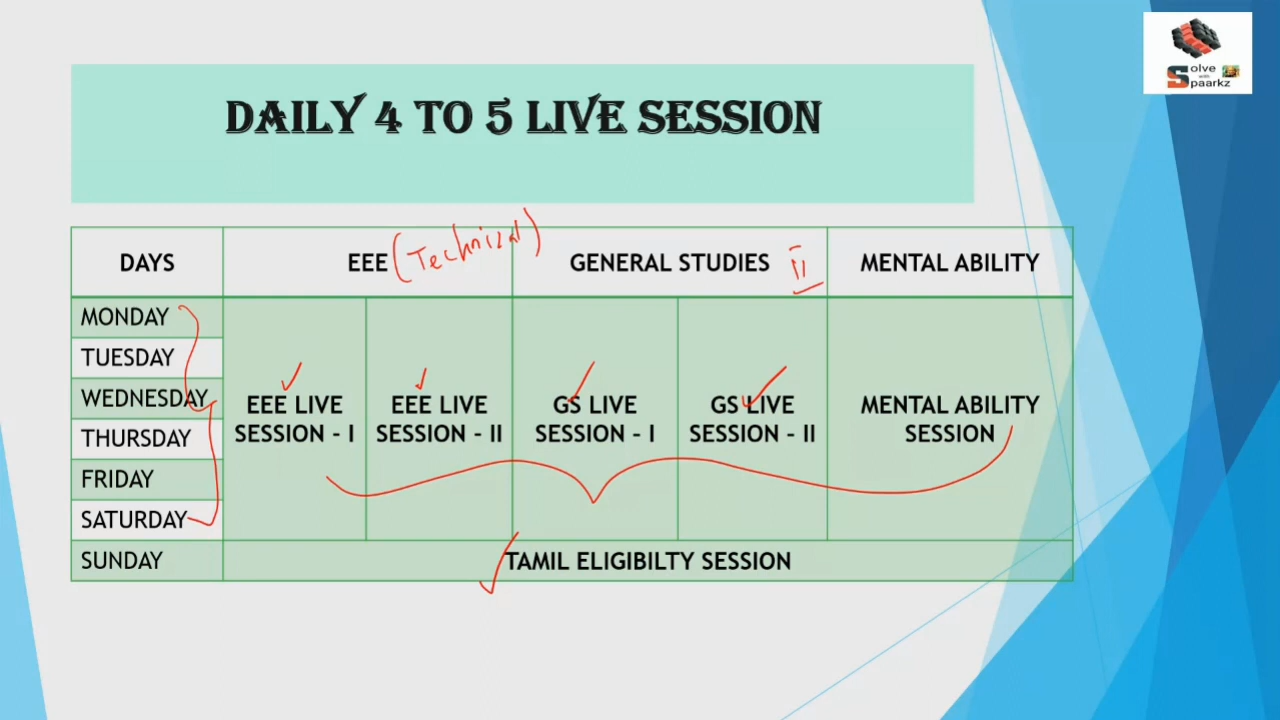 Solve
with
Spaarkz
DAILY 4 TO 5 LIVE SESSION
DAYS EEE (Technical) GENERAL STUDIES II MENTAL ABILITY
MONDAY
TUESDAY
WEDNESDAY
THURSDAY
FRIDAY
SATURDAY
EEE LIVE
SESSION - I
EEE LIVE
SESSION - II
GS LIVE
SESSION - I
GS LIVE
SESSION - II
MENTAL ABILITY
SESSION
SUNDAY TAMIL ELIGIBILTY SESSION